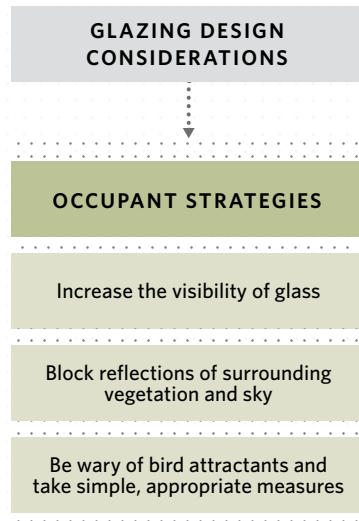 GLAZING DESIGN
CONSIDERATIONS
OCCUPANT STRATEGIES
Increase the visibility of glass
Block reflections of surrounding
vegetation and sky
Be wary of bird attractants and
take simple, appropriate measures